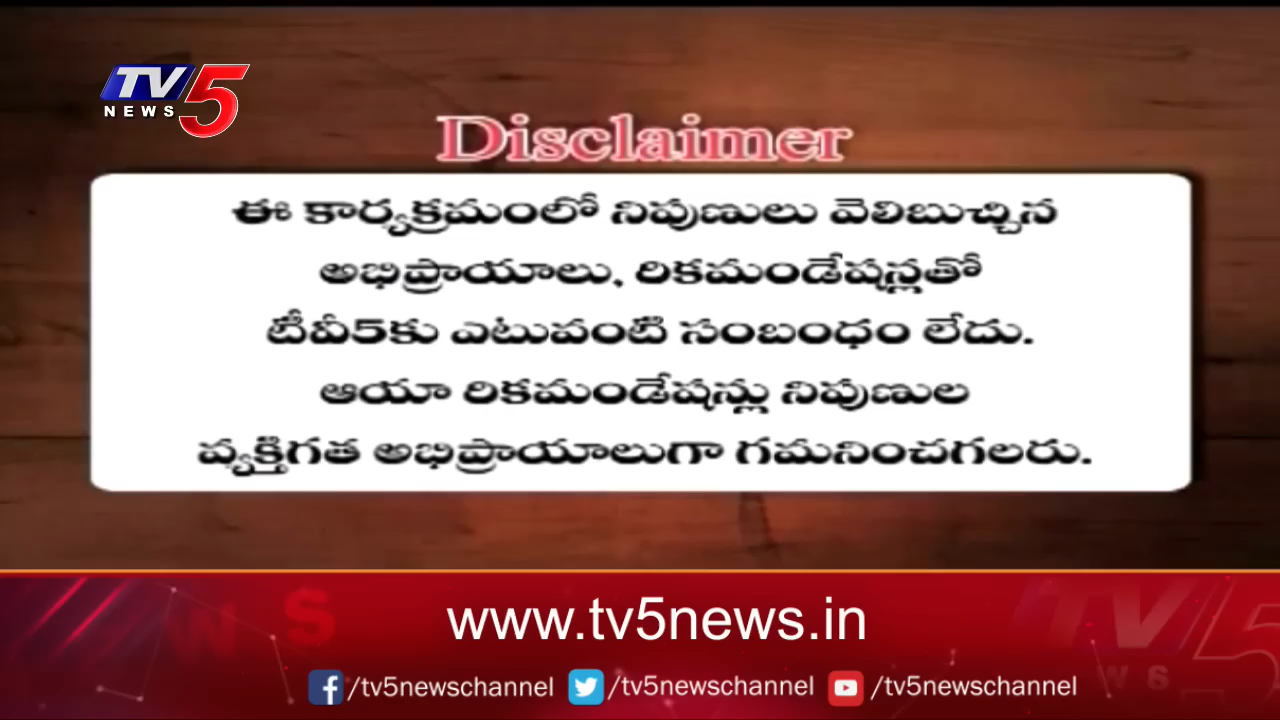 TV5
NEWS
Disclaimer
ఈ కార్యక్రమంలో నిపుణులు వెలిబుచ్చిన
అభిప్రాయాలు, రికమండేషన్లతో
టీవీ5కు ఎటువంటి సంబంధం లేదు.
ఆయా రికమండేషన్లు నిపుణుల
వ్యక్తిగత అభిప్రాయాలుగా గమనించగలరు.
www.tv5news.in
/tv5newschannel /tv5newschannel /tv5newschannel